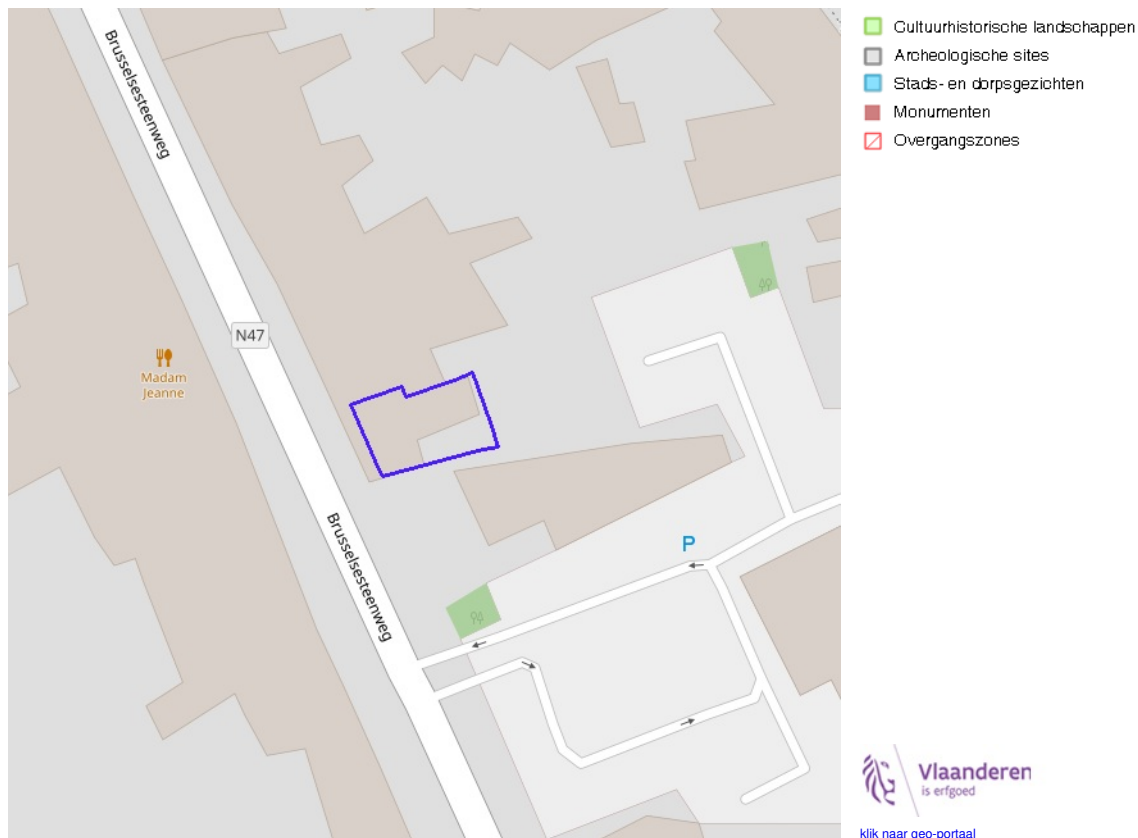 Brusselsesteenweg
N47
Madam
Jeanne
Brusselsesteenweg
P
Cultuurhistorische landschappen
Archeologische sites
Stads- en dorpsgezichten
Monumenten
Overgangszones
Vlaanderen
is erfgoed
klik naar geo-portaal